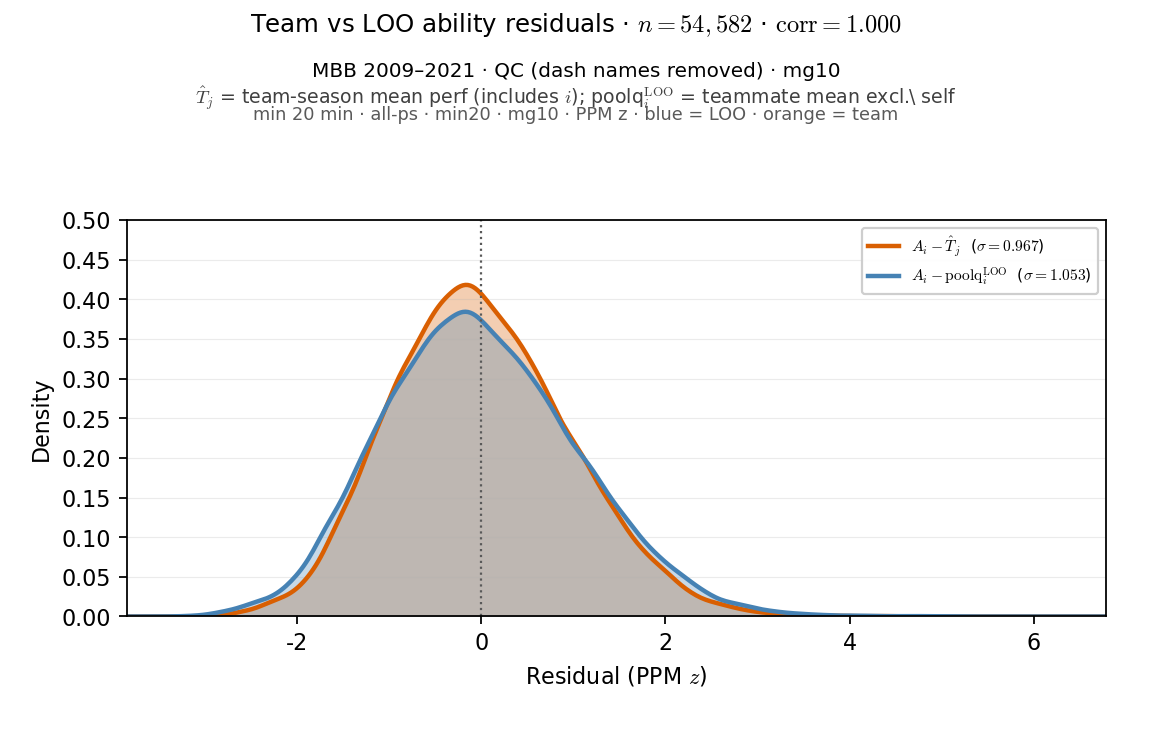 Team vs LOO ability residuals · n = 54, 582 · corr = 1.000
MBB 2009–2021 · QC (dash names removed) · mg10
T̂ⱼ = team-season mean perf (includes i); poolqᵢᴸᴼᴼ = teammate mean excl.\ self
min 20 min · all-ps · min20 · mg10 · PPM z · blue = LOO · orange = team
0.50
0.45
0.40
0.35
0.30
0.25
0.20
0.15
0.10
0.05
0.00
Density
Aᵢ − T̂ⱼ (σ = 0.967)
Aᵢ − poolqᵢᴸᴼᴼ (σ = 1.053)
-2 0 2 4 6
Residual (PPM z)